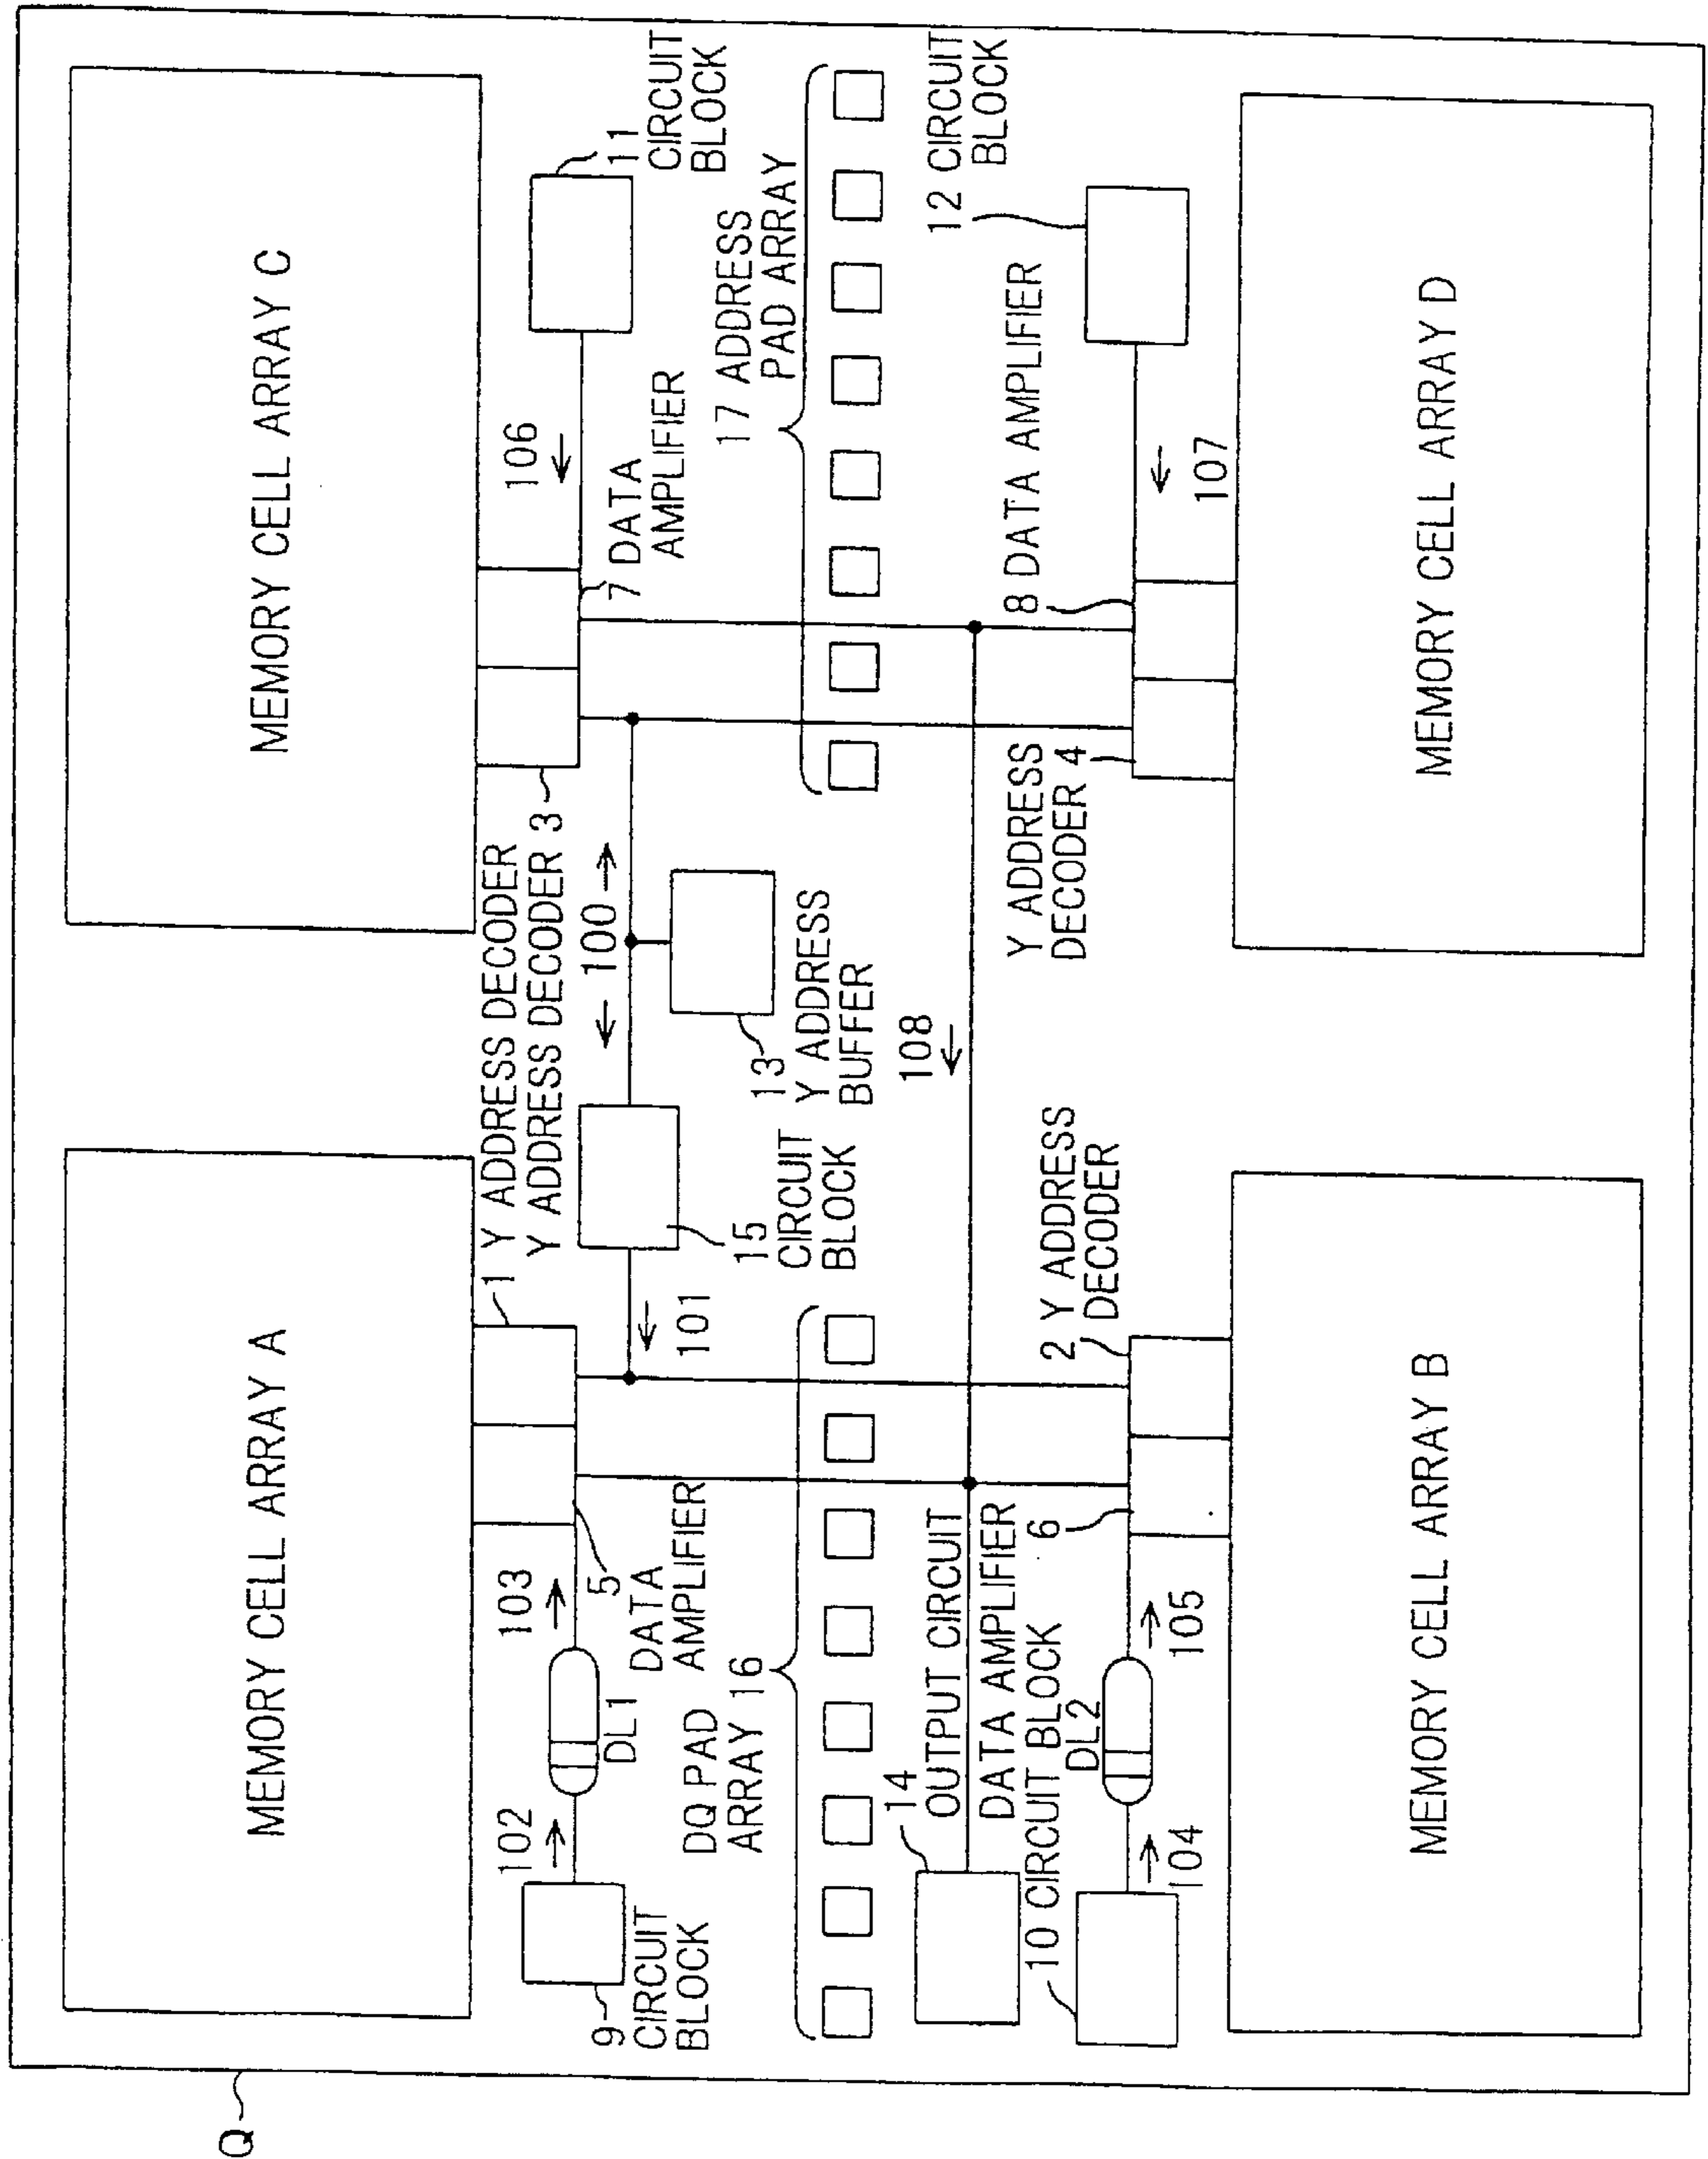 Q
MEMORY CELL ARRAY A
MEMORY CELL ARRAY C
1 Y ADDRESS DECODER
Y ADDRESS DECODER 3
102
103
100
106
9
CIRCUIT
BLOCK
DL1
5
DATA
AMPLIFIER
101
15
CIRCUIT
BLOCK
13
Y ADDRESS
BUFFER
7 DATA
AMPLIFIER
11
CIRCUIT
BLOCK
DQ PAD
ARRAY 16
17 ADDRESS
PAD ARRAY
14
OUTPUT CIRCUIT
108
12 CIRCUIT
BLOCK
DATA AMPLIFIER
6
10 CIRCUIT BLOCK
DL2
2 Y ADDRESS
DECODER
Y ADDRESS
DECODER 4
8 DATA AMPLIFIER
104
105
107
MEMORY CELL ARRAY B
MEMORY CELL ARRAY D